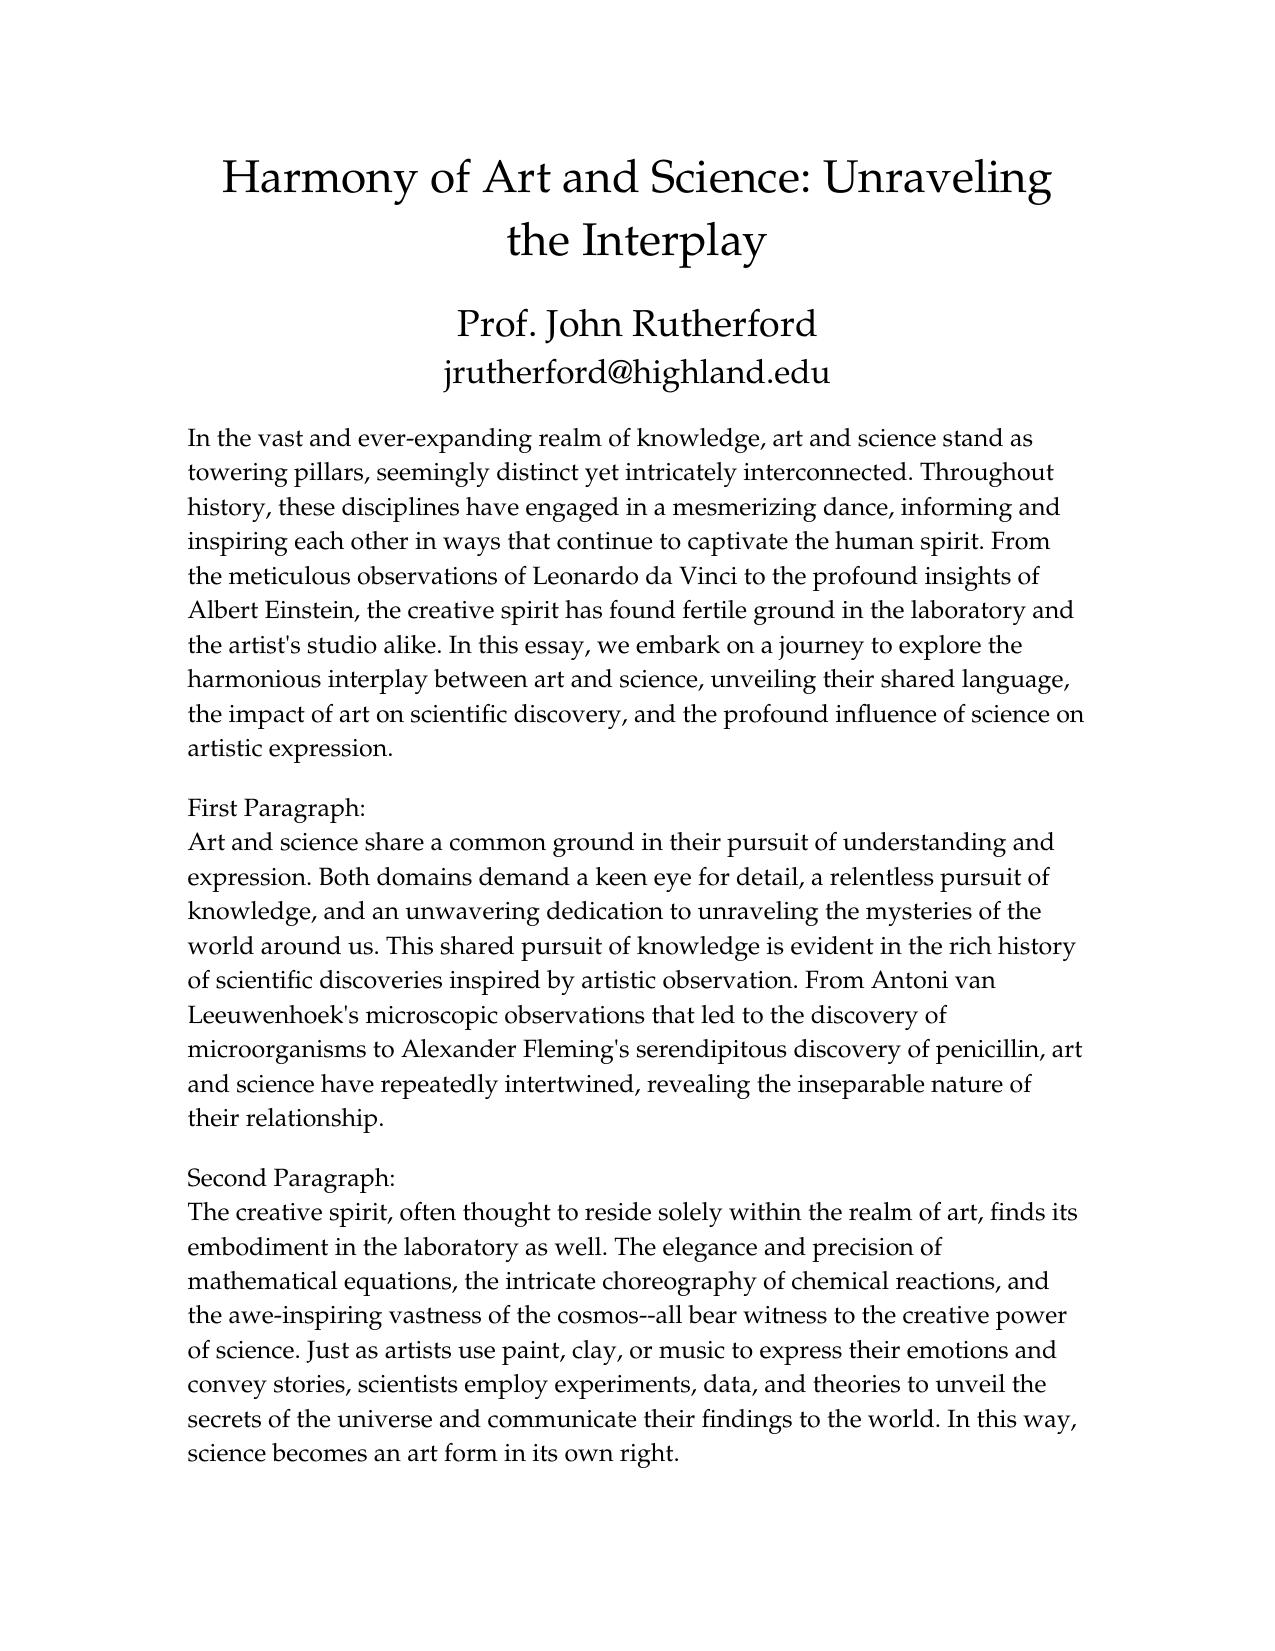 Harmony of Art and Science: Unraveling
the Interplay
Prof. John Rutherford
jrutherford@highland.edu
In the vast and ever-expanding realm of knowledge, art and science stand as
towering pillars, seemingly distinct yet intricately interconnected. Throughout
history, these disciplines have engaged in a mesmerizing dance, informing and
inspiring each other in ways that continue to captivate the human spirit. From
the meticulous observations of Leonardo da Vinci to the profound insights of
Albert Einstein, the creative spirit has found fertile ground in the laboratory and
the artist's studio alike. In this essay, we embark on a journey to explore the
harmonious interplay between art and science, unveiling their shared language,
the impact of art on scientific discovery, and the profound influence of science on
artistic expression.
First Paragraph:
Art and science share a common ground in their pursuit of understanding and
expression. Both domains demand a keen eye for detail, a relentless pursuit of
knowledge, and an unwavering dedication to unraveling the mysteries of the
world around us. This shared pursuit of knowledge is evident in the rich history
of scientific discoveries inspired by artistic observation. From Antoni van
Leeuwenhoek's microscopic observations that led to the discovery of
microorganisms to Alexander Fleming's serendipitous discovery of penicillin, art
and science have repeatedly intertwined, revealing the inseparable nature of
their relationship.
Second Paragraph:
The creative spirit, often thought to reside solely within the realm of art, finds its
embodiment in the laboratory as well. The elegance and precision of
mathematical equations, the intricate choreography of chemical reactions, and
the awe-inspiring vastness of the cosmos--all bear witness to the creative power
of science. Just as artists use paint, clay, or music to express their emotions and
convey stories, scientists employ experiments, data, and theories to unveil the
secrets of the universe and communicate their findings to the world. In this way,
science becomes an art form in its own right.